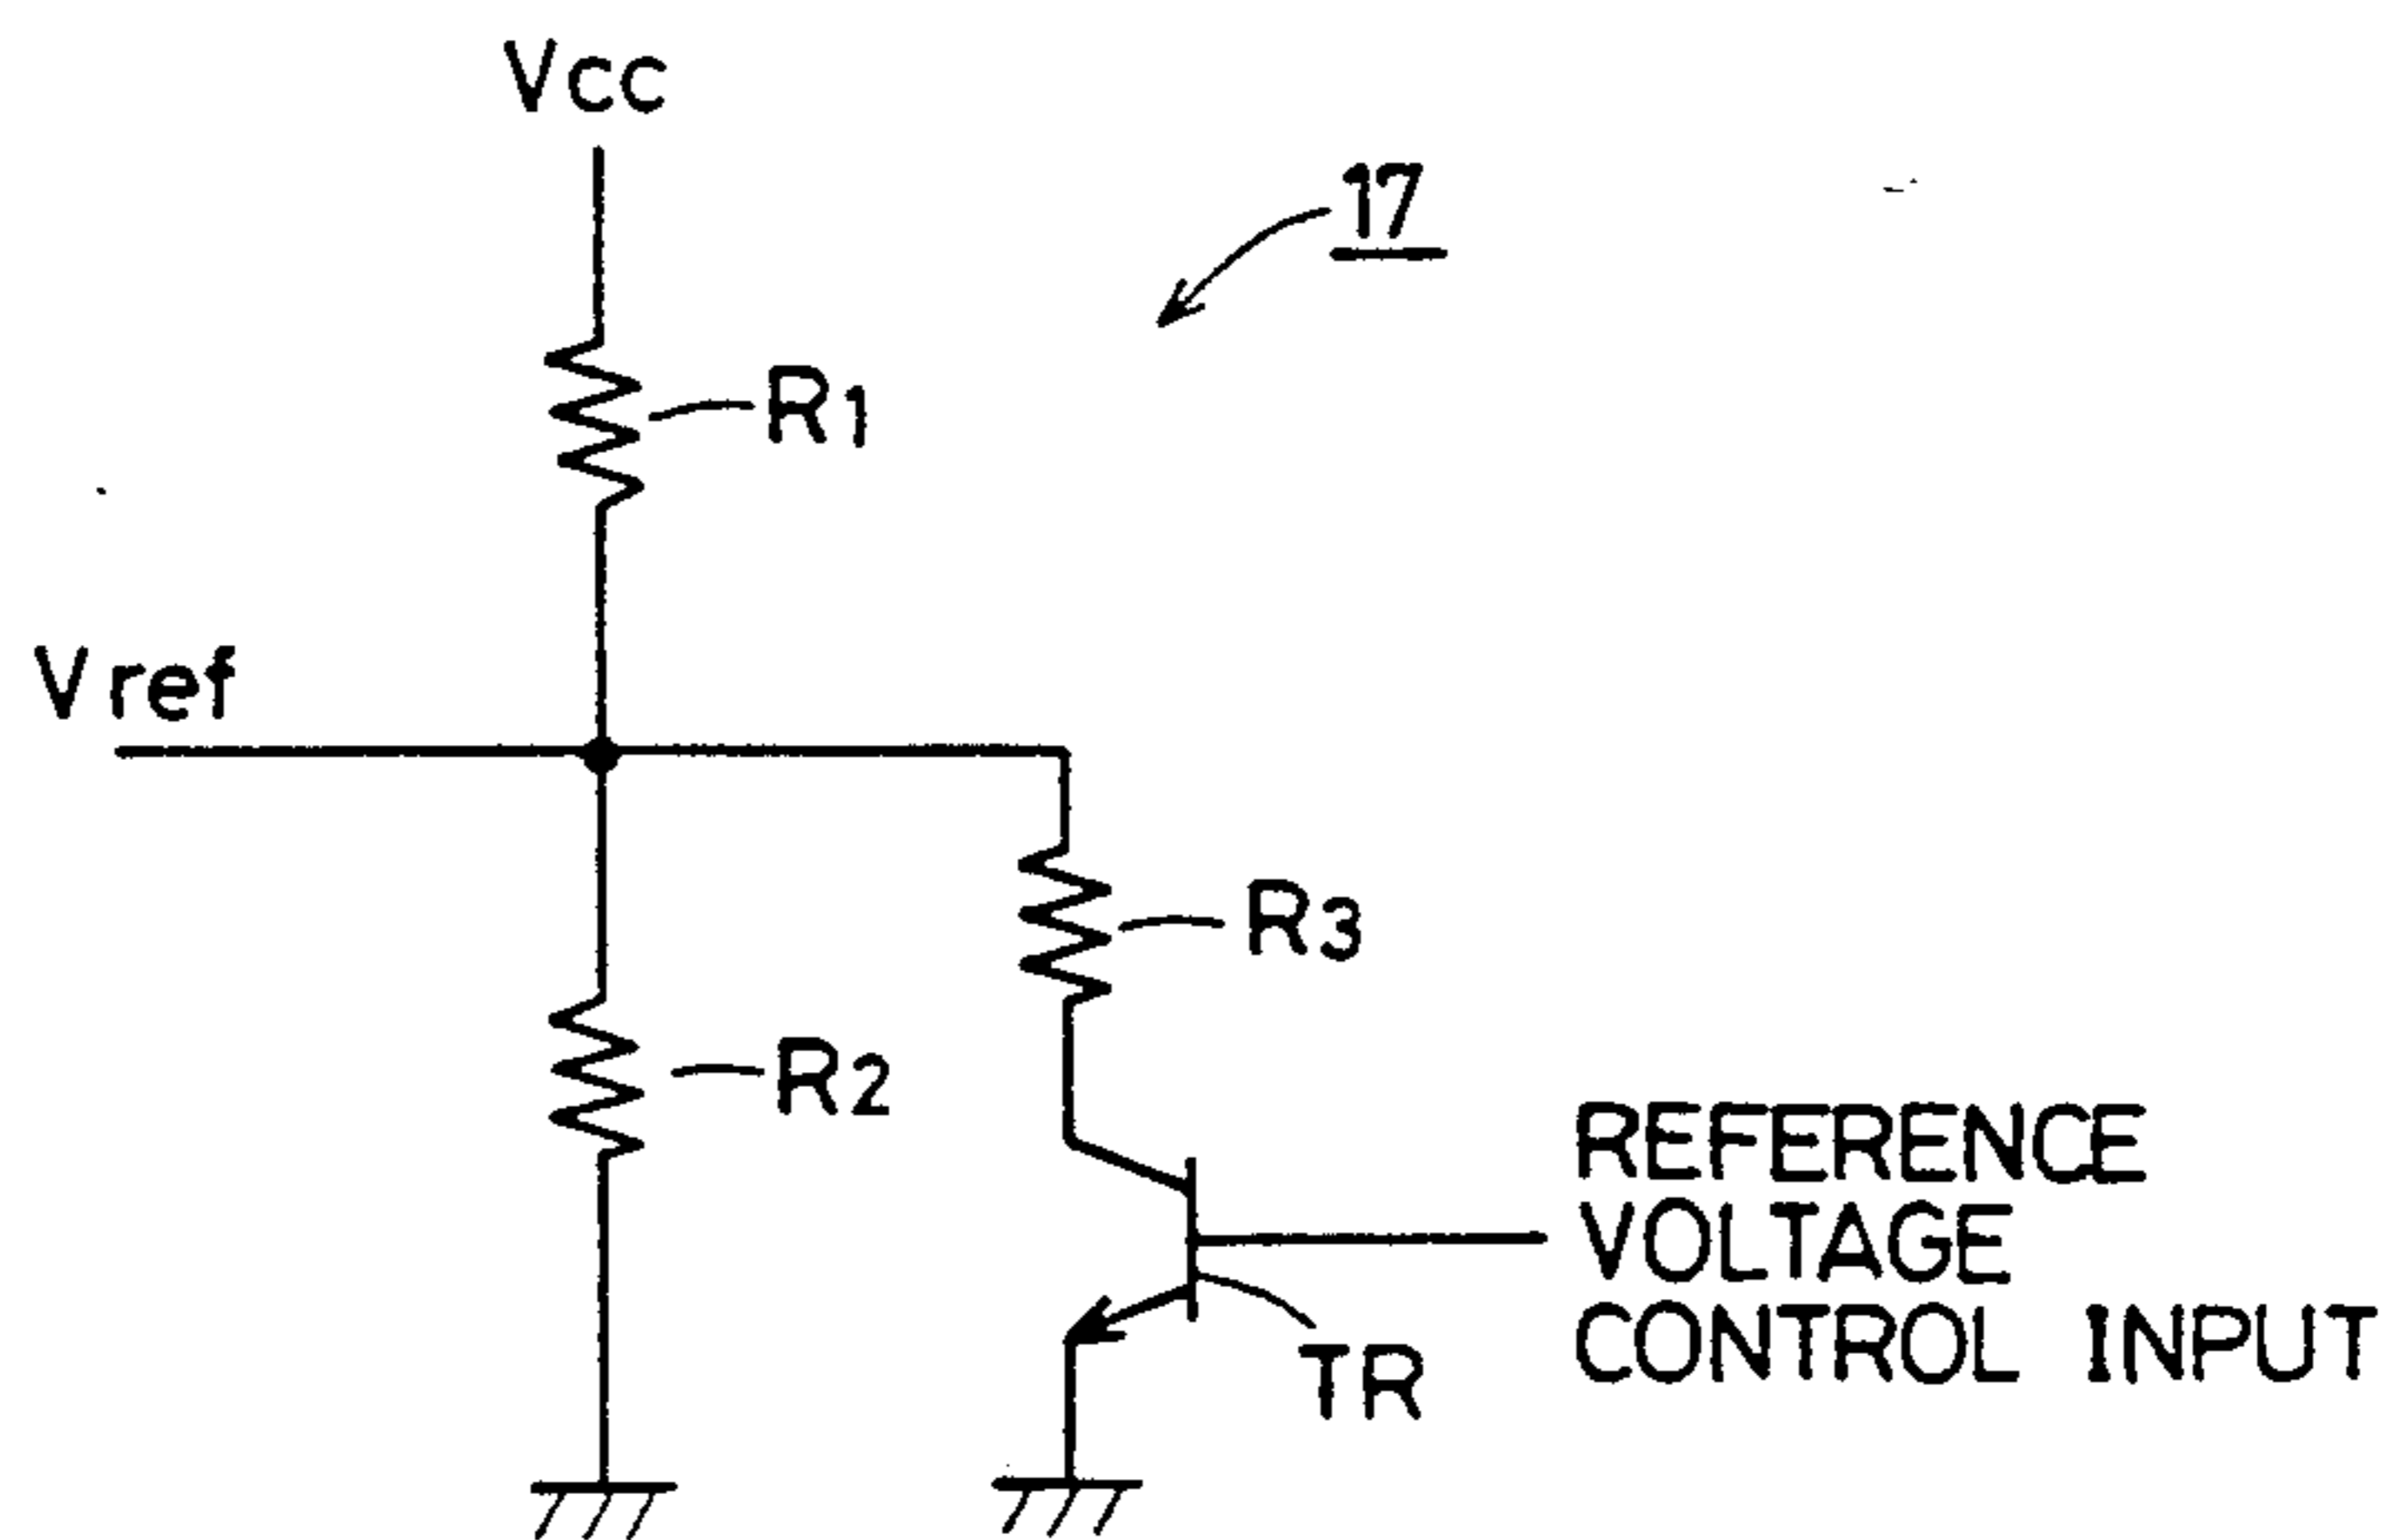 Vcc
17
R1
Vref
R3
R2
REFERENCE
VOLTAGE
CONTROL INPUT
TR